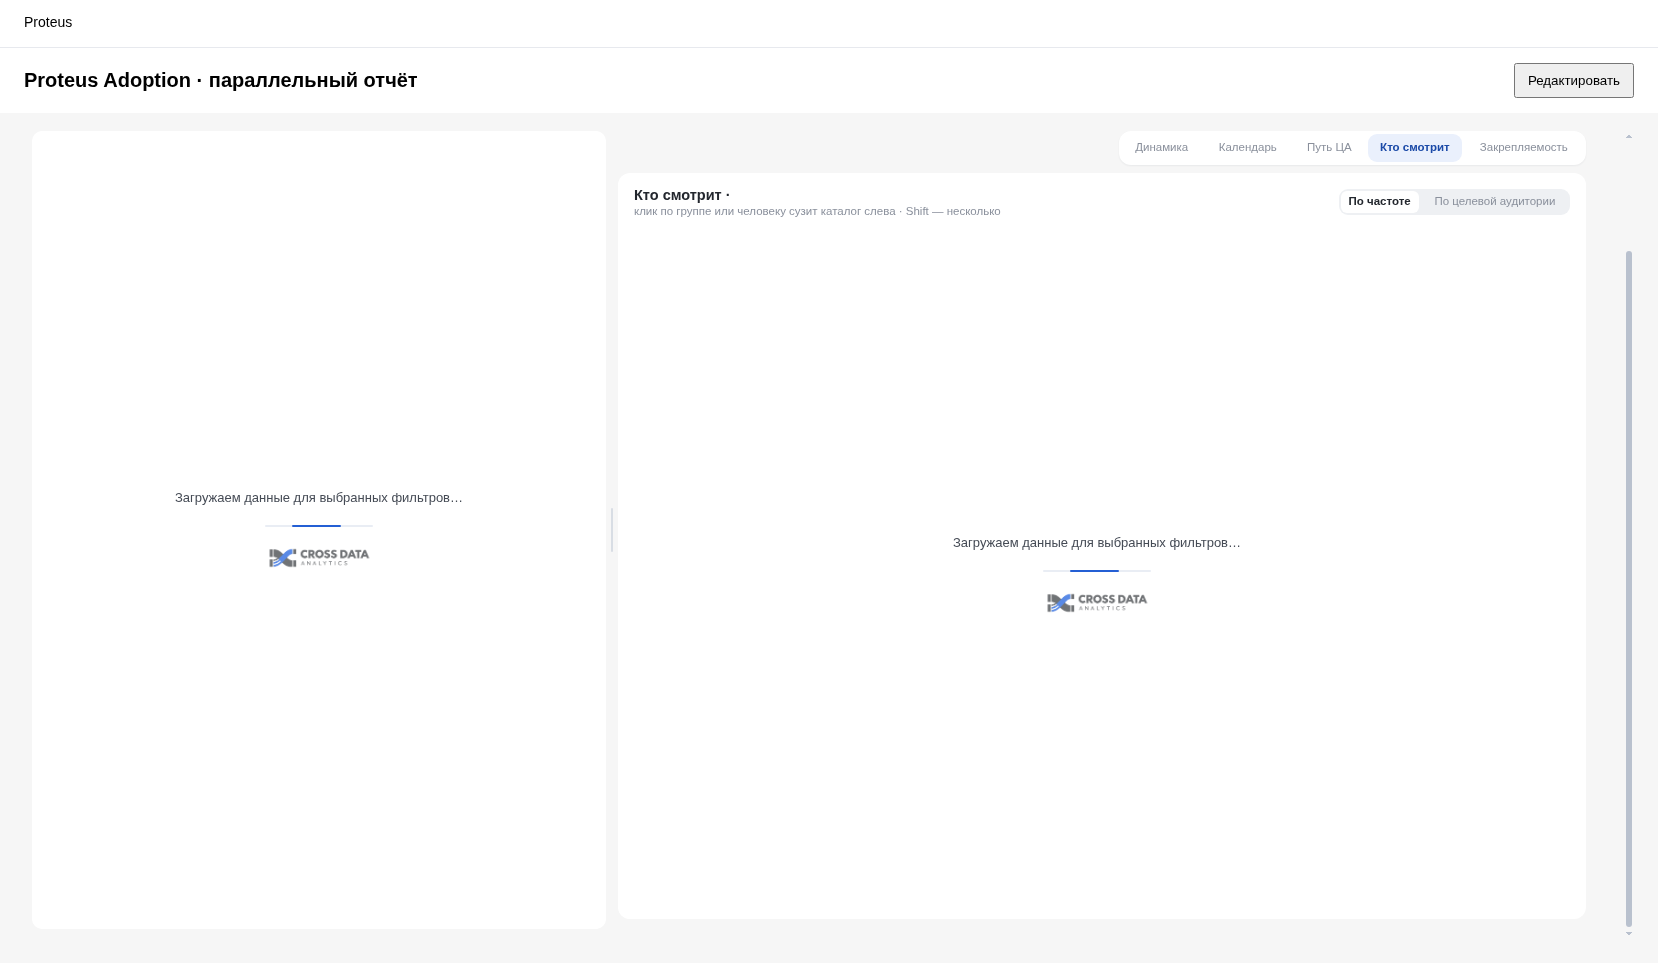 Proteus
Proteus Adoption · параллельный отчёт
Редактировать
Динамика Календарь Путь ЦА Кто смотрит Закрепляемость
Кто смотрит ·
клик по группе или человеку сузит каталог слева · Shift — несколько
По частоте По целевой аудитории
Загружаем данные для выбранных фильтров…
CROSS DATA
ANALYTICS
Загружаем данные для выбранных фильтров…
CROSS DATA
ANALYTICS